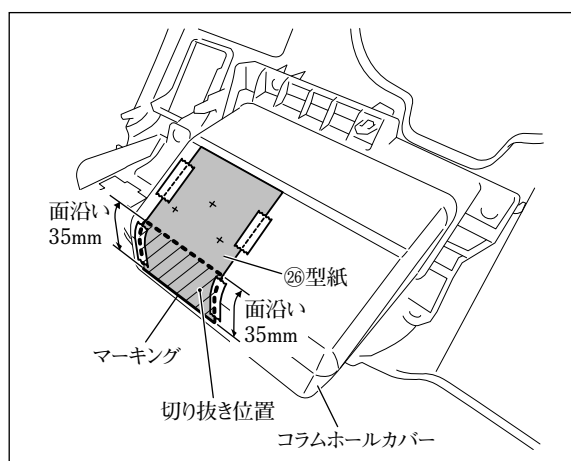 面沿い
35mm
㉖型紙
面沿い
35mm
マーキング
切り抜き位置
コラムホールカバー